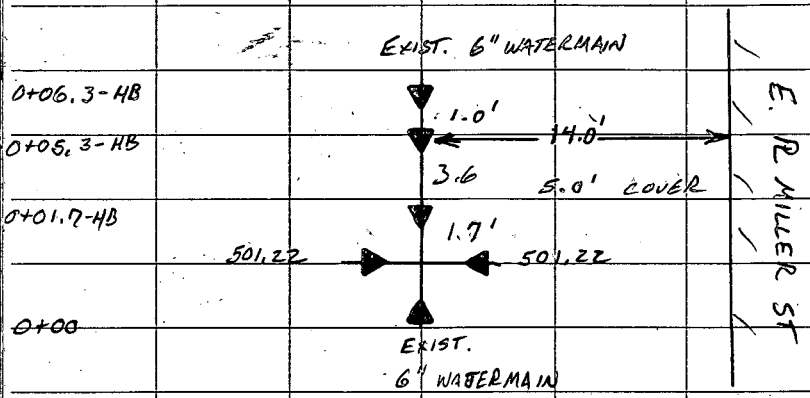 EXIST. 6" WATERMAIN
0+06.3-HB
1.0'
0+05.3-HB
14.0'
3.6
5.0' COVER
0+01.7-HB
1.7'
501.22
501.22
0+00
EXIST.
6" WATERMAIN
E. R MILLER ST